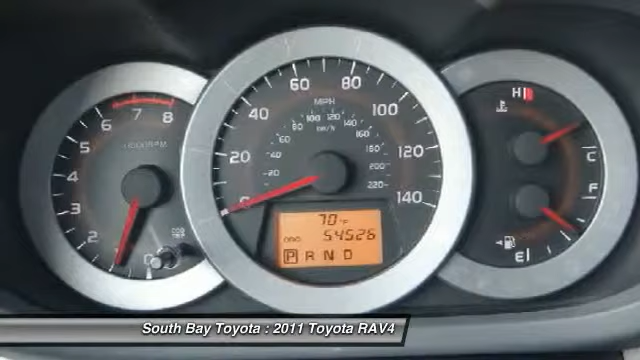 1 2 3 4 5 6 7 8
x1000RPM
0 20 40 60 80 100 120 140
MPH
20 40 60 80 100 120 140 160 180 200 220
km/h
70°F
ODO 54526
P R N D
H
C
F
E
South Bay Toyota : 2011 Toyota RAV4